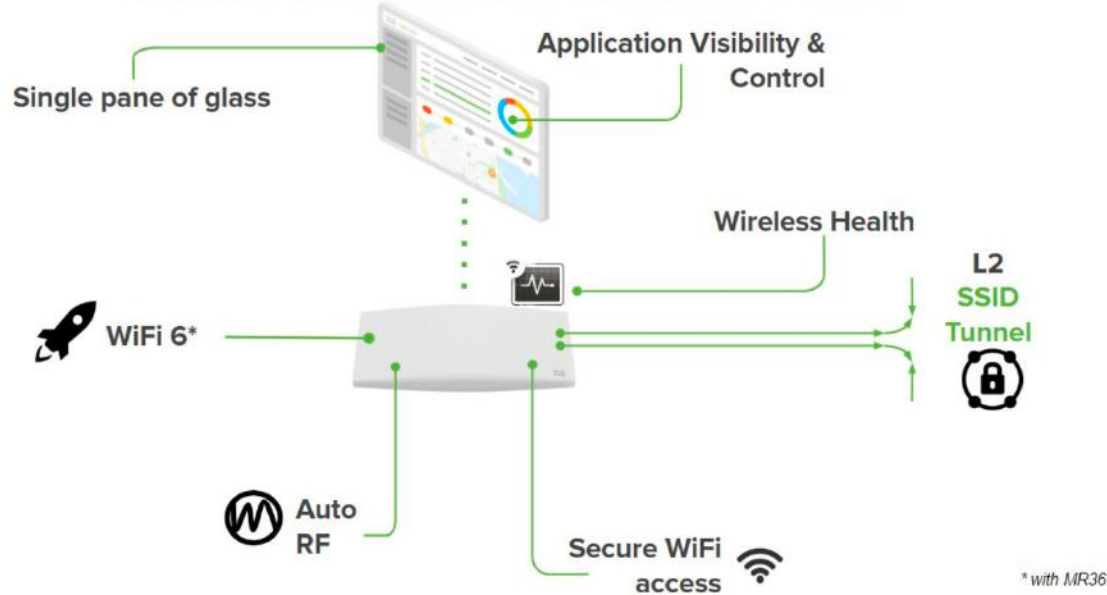 Application Visibility &
Control
Single pane of glass
Wireless Health
L2
SSID
Tunnel
WiFi 6*
Auto
RF
Secure WiFi
access
* with MR36